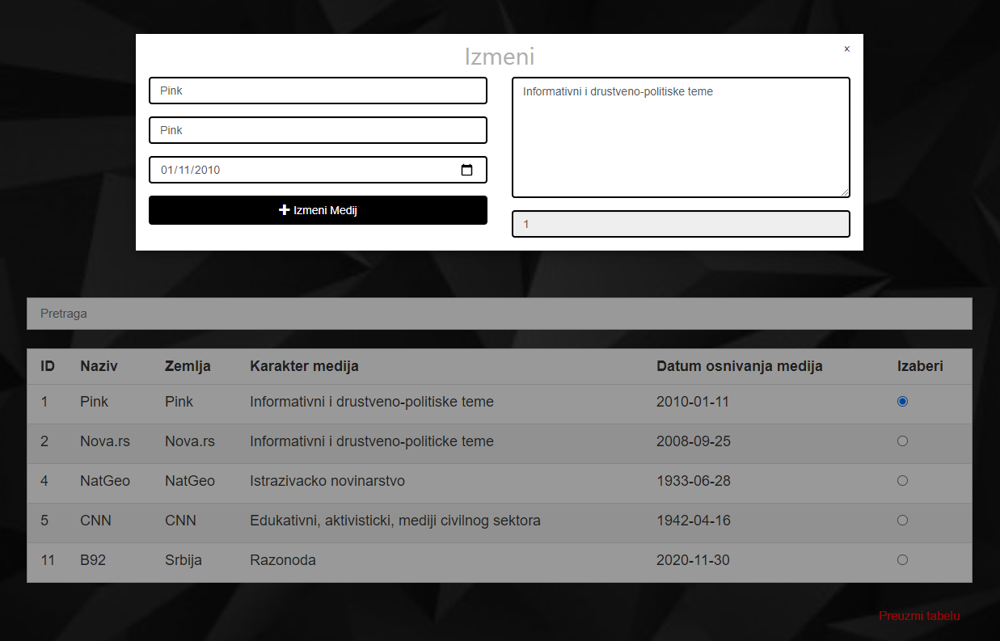 Izmeni
×
Pink
Pink
01/11/2010
Izmeni Medij
Informativni i drustveno-politiske teme
1
Pretraga
ID Naziv Zemlja Karakter medija Datum osnivanja medija Izaberi
1 Pink Pink Informativni i drustveno-politiske teme 2010-01-11
2 Nova.rs Nova.rs Informativni i drustveno-politicke teme 2008-09-25
4 NatGeo NatGeo Istrazivacko novinarstvo 1933-06-28
5 CNN CNN Edukativni, aktivisticki, mediji civilnog sektora 1942-04-16
11 B92 Srbija Razonoda 2020-11-30
Preuzmi tabelu